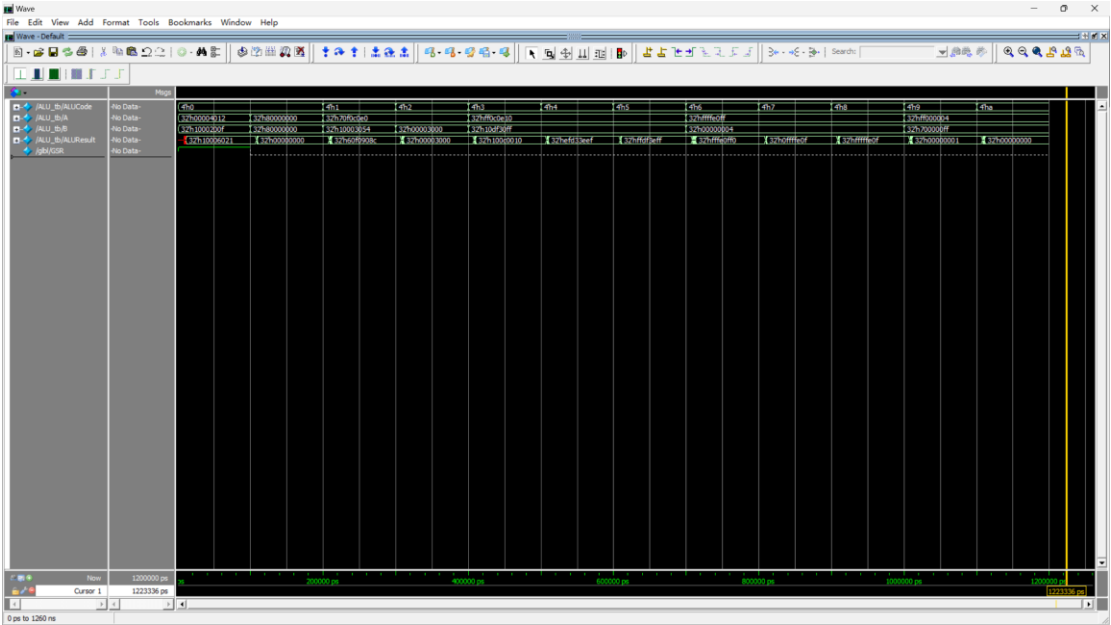 Wave
File Edit View Add Format Tools Bookmarks Window Help
Wave - Default
Search:
Msgs
/ALU_tb/ALUCode -No Data- 4'h0 4'h1 4'h2 4'h3 4'h4 4'h5 4'h6 4'h7 4'h8 4'h9 4'ha
/ALU_tb/A -No Data- 32'h00004012 32'h80000000 32'h70f0c0e0 32'hff0c0e10 32'hffffe0ff 32'hff000004
/ALU_tb/B -No Data- 32'h1000200f 32'h80000000 32'h10003054 32'h00003000 32'h10df30ff 32'h00000004 32'h700000ff
/ALU_tb/ALUResult -No Data- 32'h10006021 32'h00000000 32'h60f0908c 32'h00003000 32'h100c0010 32'hefd33eef 32'hffdf3eff 32'hfffe0ff0 32'h0ffffe0f 32'hfffffe0f 32'h00000001 32'h00000000
/glbl/GSR -No Data-
Now 1200000 ps ps 200000 ps 400000 ps 600000 ps 800000 ps 1000000 ps 1200000 p
Cursor 1 1223336 ps 1223336 ps
0 ps to 1260 ns